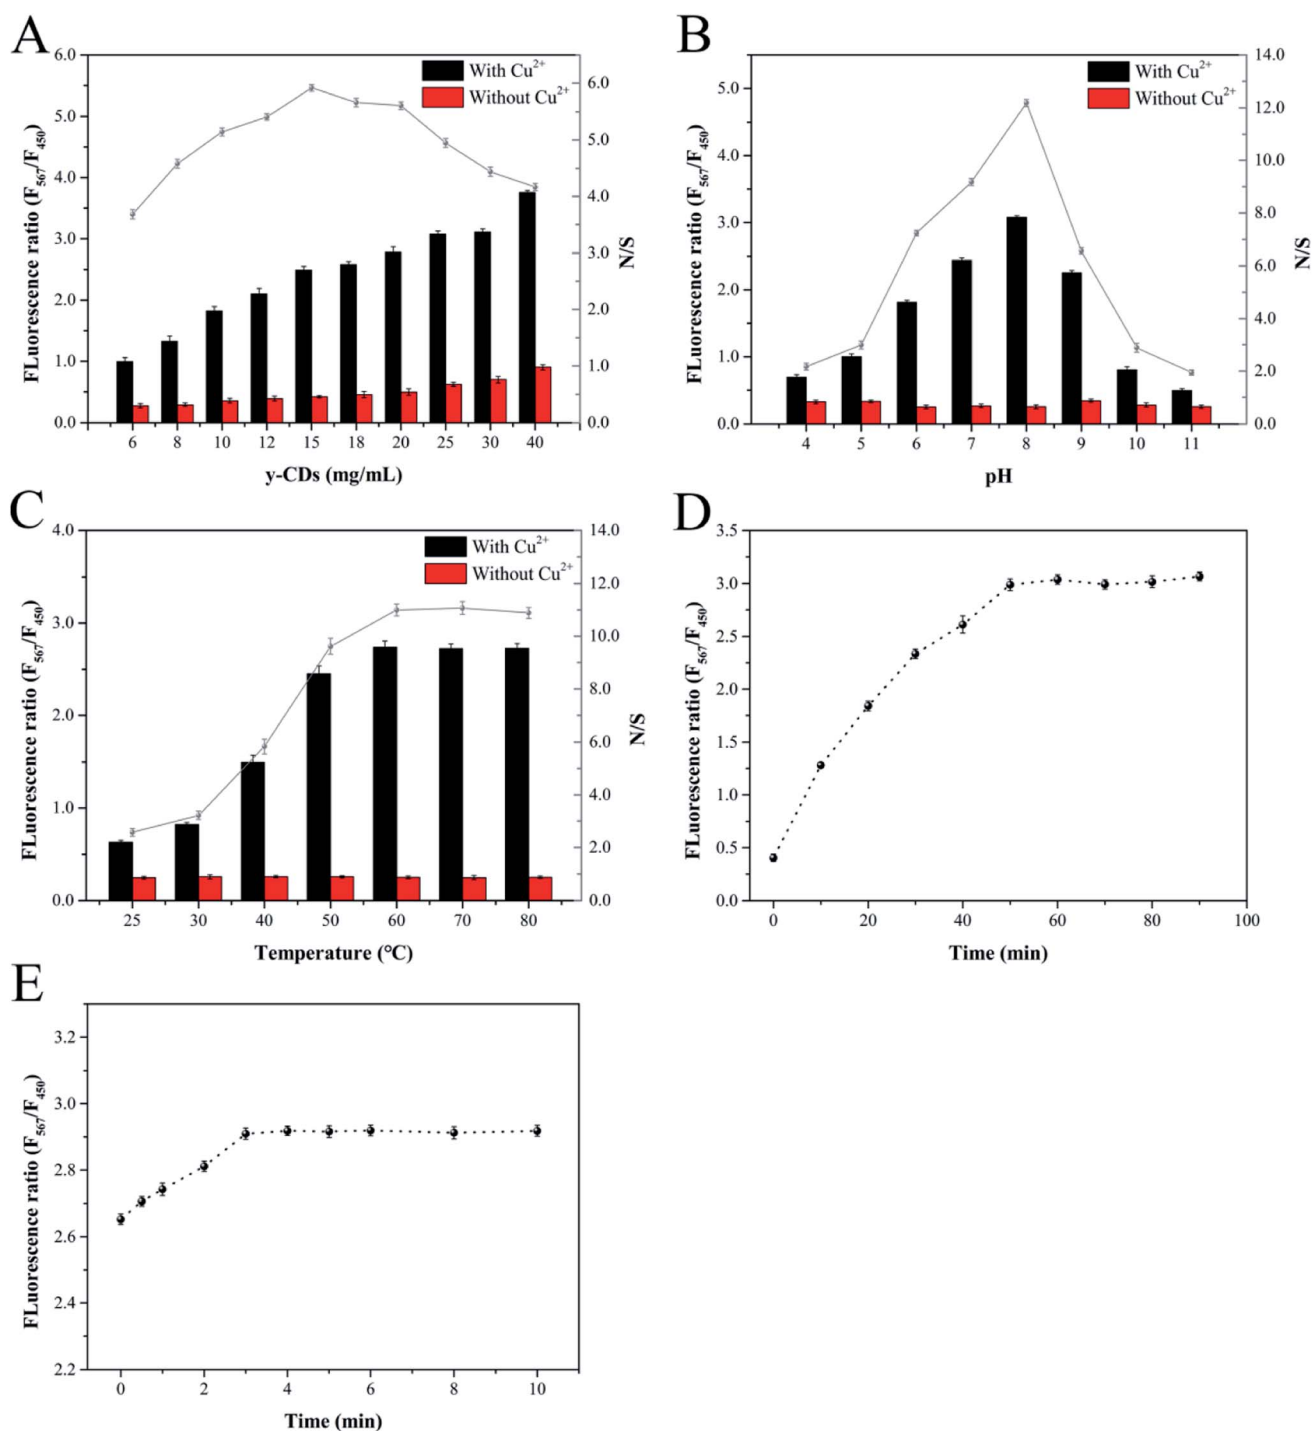 A
6.0
5.0
4.0
3.0
2.0
1.0
0.0
FLuorescence ratio (F567/F450)
With Cu2+
Without Cu2+
6.0
5.0
4.0
3.0
2.0
1.0
0.0
S/N
6 8 10 12 15 18 20 25 30 40
y-CDs (mg/mL)
B
5.0
4.0
3.0
2.0
1.0
0.0
FLuorescence ratio (F567/F450)
With Cu2+
Without Cu2+
14.0
12.0
10.0
8.0
6.0
4.0
2.0
0.0
S/N
4 5 6 7 8 9 10 11
pH
C
4.0
3.0
2.0
1.0
0.0
FLuorescence ratio (F567/F450)
With Cu2+
Without Cu2+
14.0
12.0
10.0
8.0
6.0
4.0
2.0
0.0
S/N
25 30 40 50 60 70 80
Temperature (°C)
D
3.5
3.0
2.5
2.0
1.5
1.0
0.5
0.0
FLuorescence ratio (F567/F450)
0 20 40 60 80 100
Time (min)
E
3.2
3.0
2.8
2.6
2.4
2.2
FLuorescence ratio (F567/F450)
0 2 4 6 8 10
Time (min)